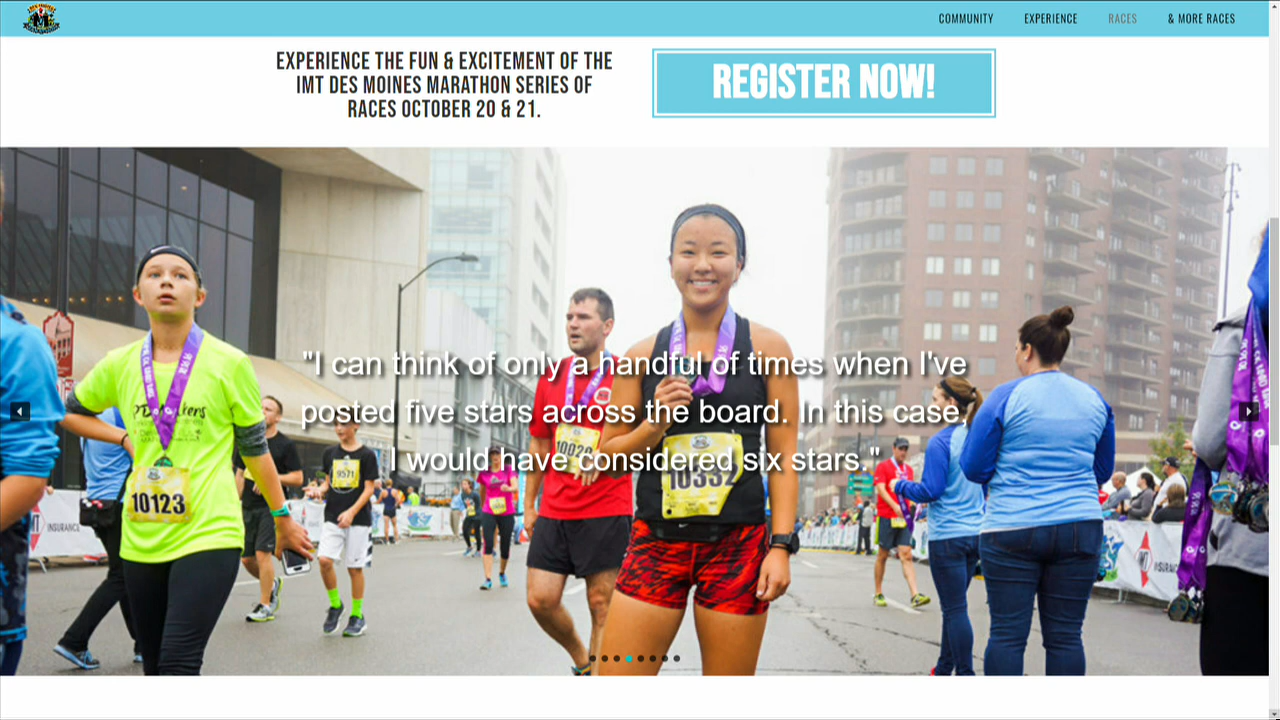 COMMUNITY EXPERIENCE RACES & MORE RACES
EXPERIENCE THE FUN & EXCITEMENT OF THE
IMT DES MOINES MARATHON SERIES OF
RACES OCTOBER 20 & 21.
REGISTER NOW!
"I can think of only a handful of times when I've
posted five stars across the board. In this case,
I would have considered six stars."
10123
9571
10332
INSURANCE